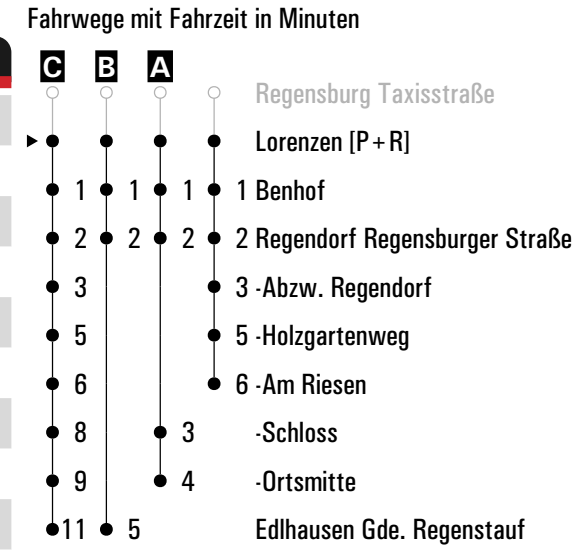 Fahrwege mit Fahrzeit in Minuten
C B A
Regensburg Taxisstraße
Lorenzen [P+R]
1 1 1 1 Benhof
2 2 2 2 Regendorf Regensburger Straße
3 3 -Abzw. Regendorf
5 5 -Holzgartenweg
6 6 -Am Riesen
8 3 -Schloss
9 4 -Ortsmitte
11 5 Edlhausen Gde. Regenstauf